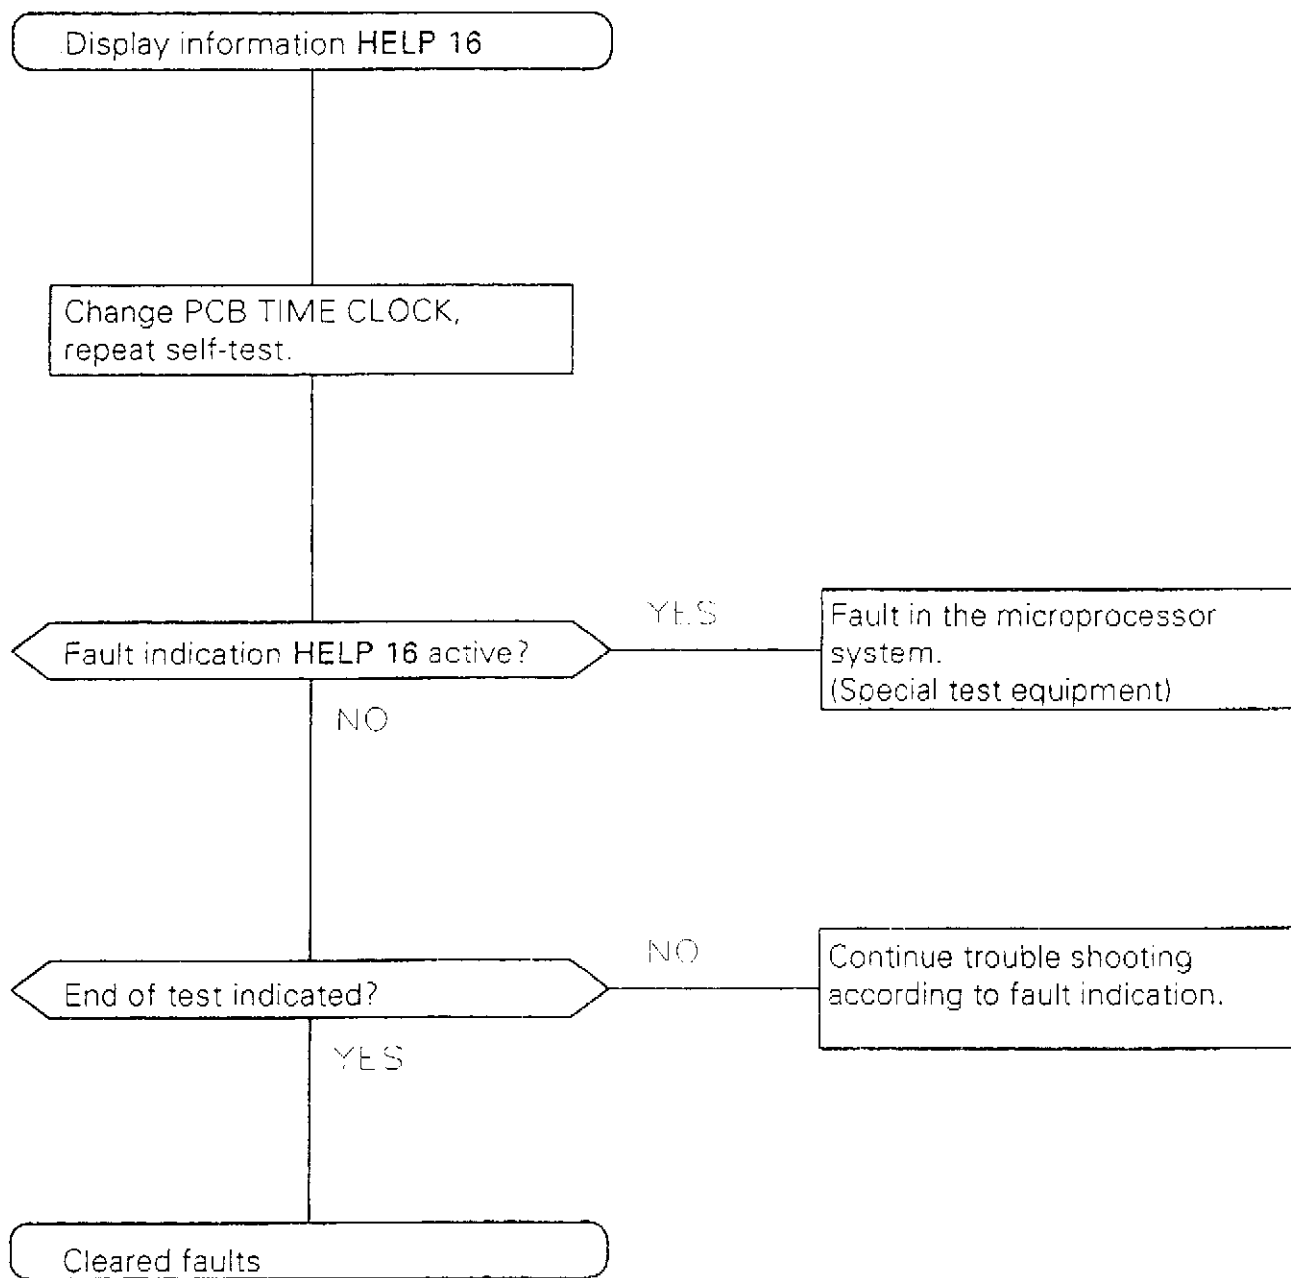 Display information HELP 16
Change PCB TIME CLOCK,
repeat self-test.
YES
Fault indication HELP 16 active?
Fault in the microprocessor
system.
(Special test equipment)
NO
NO
End of test indicated?
Continue trouble shooting
according to fault indication.
YES
Cleared faults